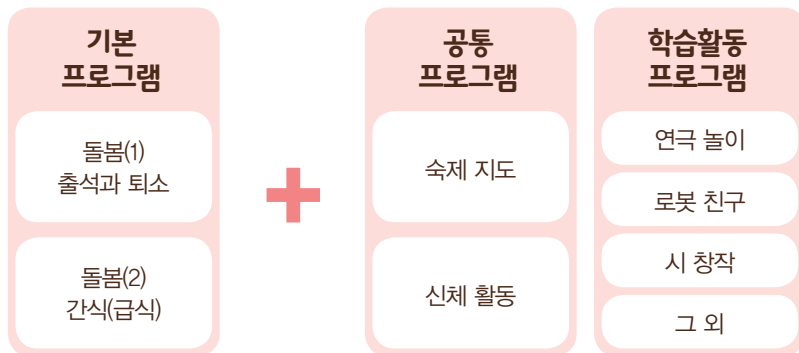 기본
프로그램
돌봄(1)
출석과 퇴소
돌봄(2)
간식(급식)
+
공통
프로그램
숙제 지도
신체 활동
학습활동
프로그램
연극 놀이
로봇 친구
시 창작
그 외